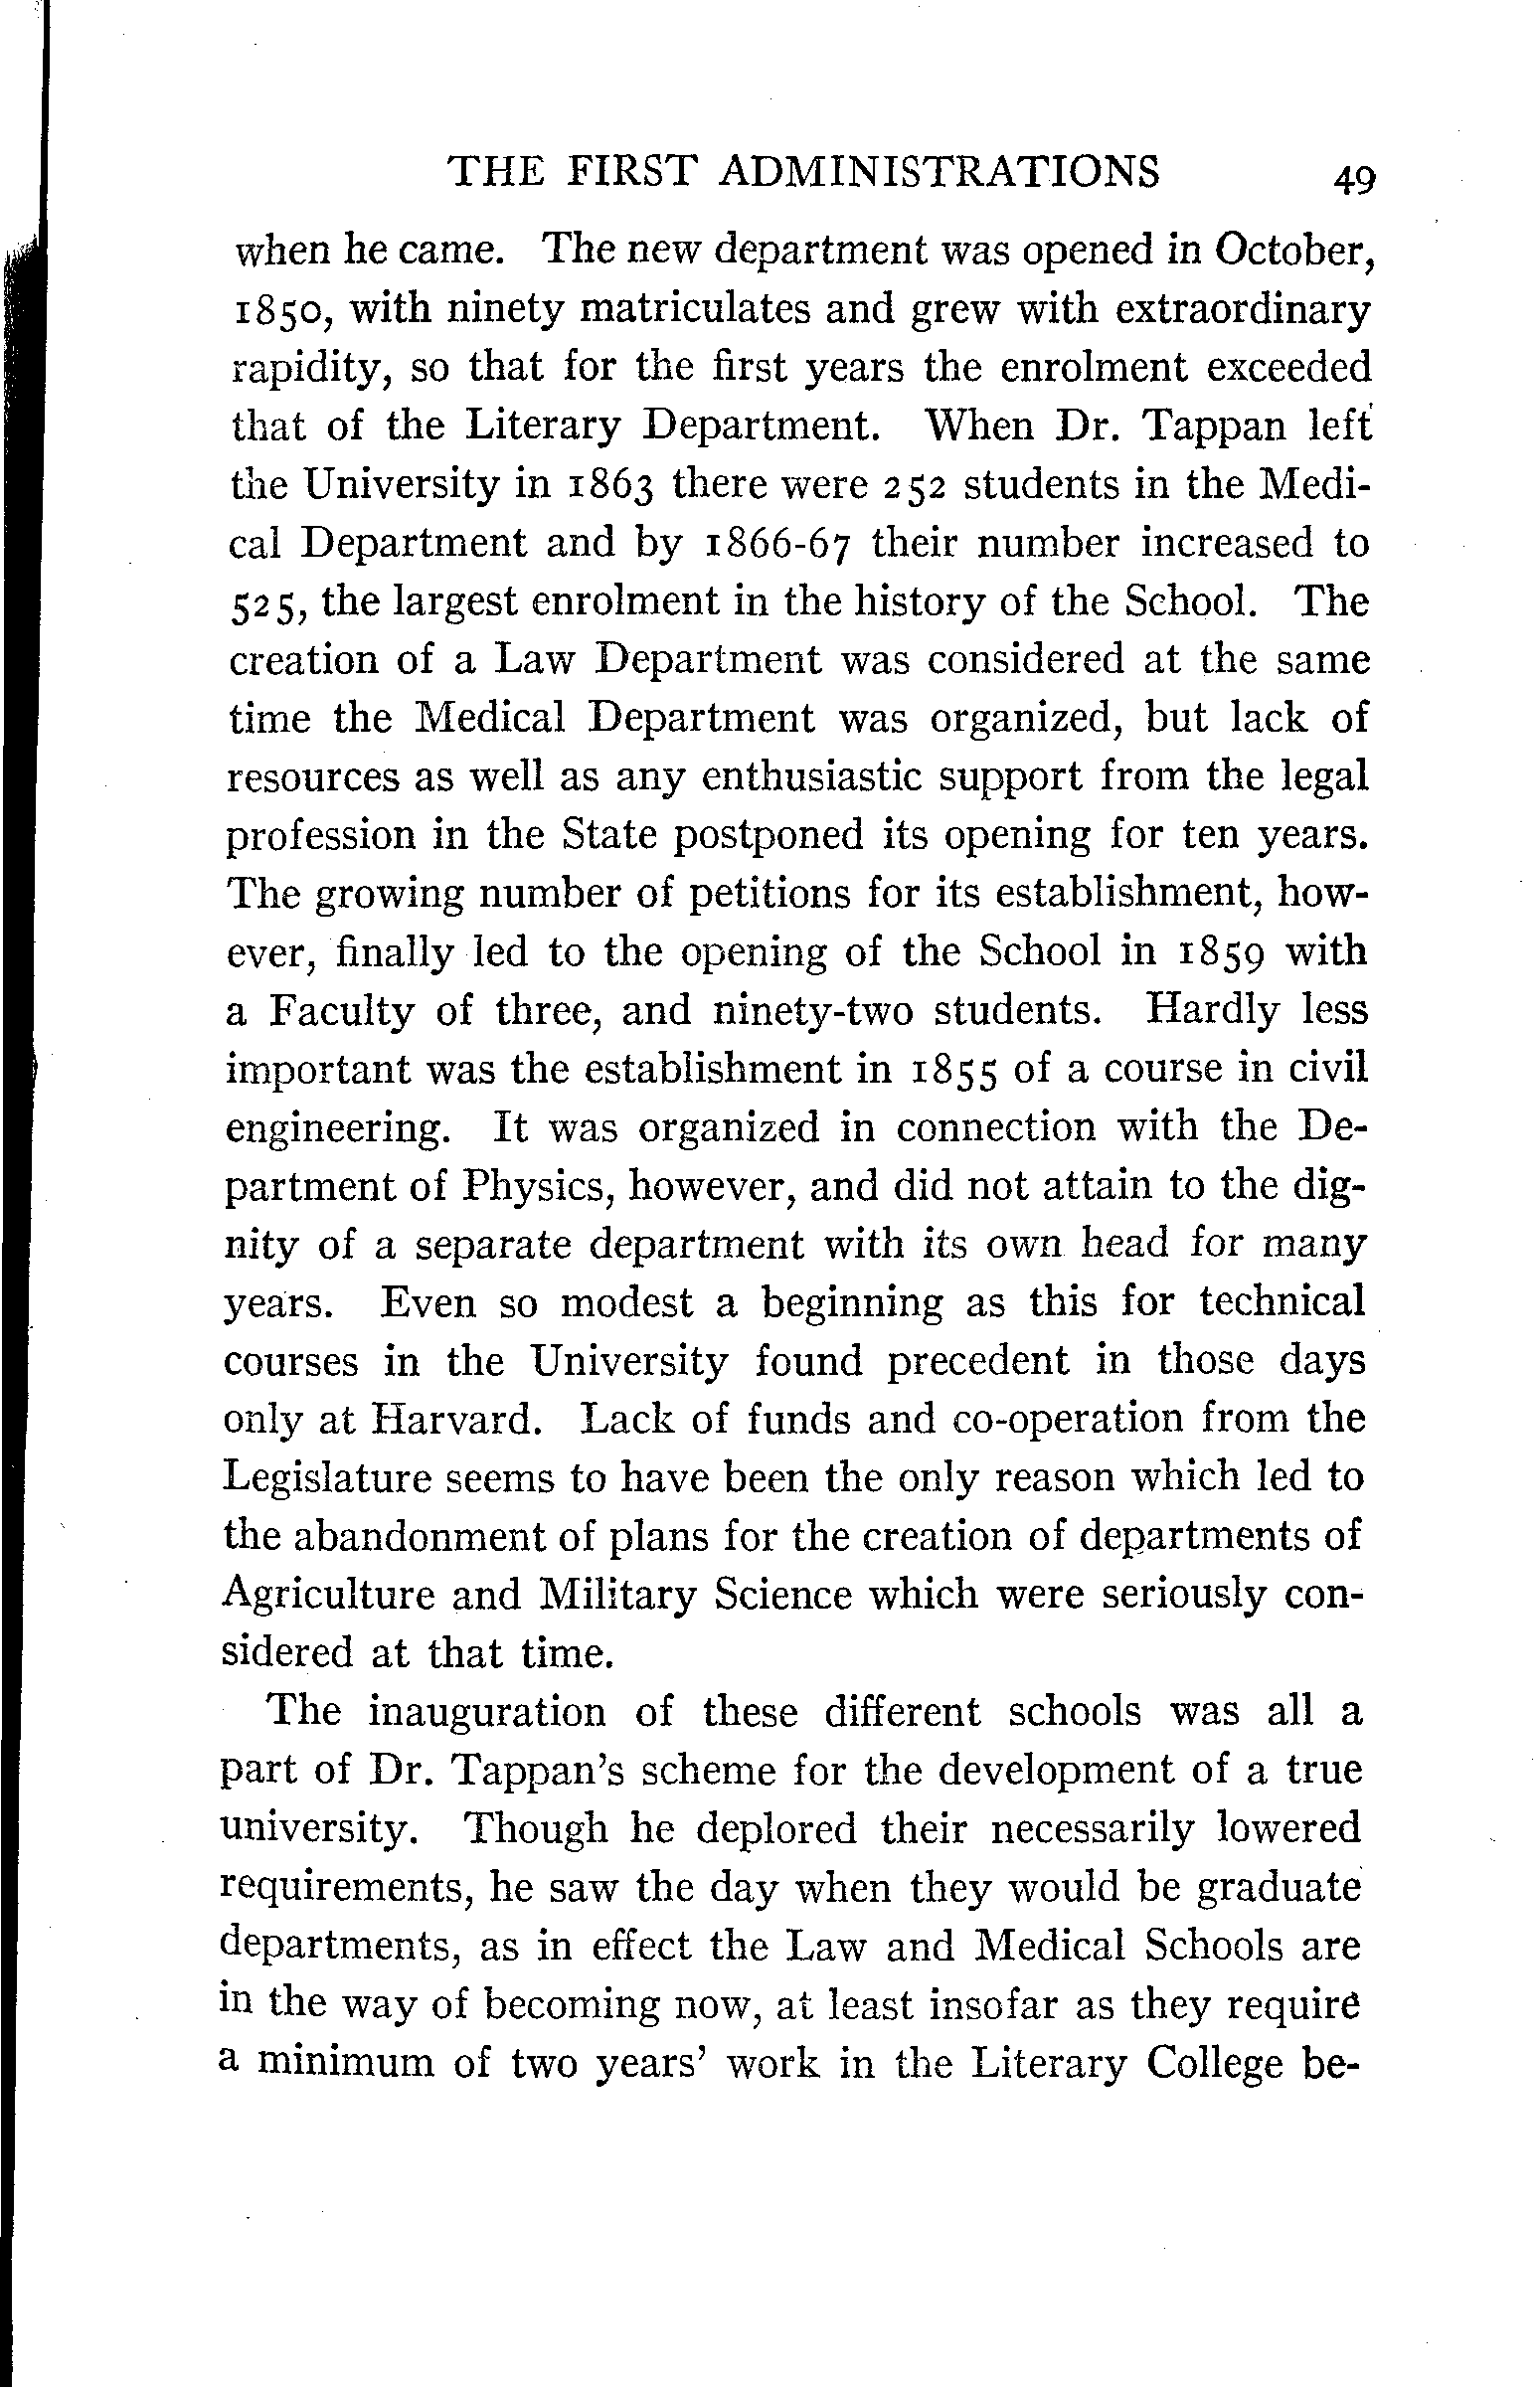 THE FIRST ADMINISTRATIONS 49
when he came. The new department was opened in October,
1850, with ninety matriculates and grew with extraordinary
rapidity, so that for the first years the enrolment exceeded
that of the Literary Department. When Dr. Tappan left
the University in 1863 there were 252 students in the Medi-
cal Department and by 1866-67 their number increased to
525, the largest enrolment in the history of the School. The
creation of a Law Department was considered at the same
time the Medical Department was organized, but lack of
resources as well as any enthusiastic support from the legal
profession in the State postponed its opening for ten years.
The growing number of petitions for its establishment, how-
ever, finally led to the opening of the School in 1859 with
a Faculty of three, and ninety-two students. Hardly less
important was the establishment in 1855 of a course in civil
engineering. It was organized in connection with the De-
partment of Physics, however, and did not attain to the dig-
nity of a separate department with its own head for many
years. Even so modest a beginning as this for technical
courses in the University found precedent in those days
only at Harvard. Lack of funds and co-operation from the
Legislature seems to have been the only reason which led to
the abandonment of plans for the creation of departments of
Agriculture and Military Science which were seriously con-
sidered at that time.
The inauguration of these different schools was all a
part of Dr. Tappan's scheme for the development of a true
university. Though he deplored their necessarily lowered
requirements, he saw the day when they would be graduate
departments, as in effect the Law and Medical Schools are
in the way of becoming now, at least insofar as they require
a minimum of two years' work in the Literary College be-